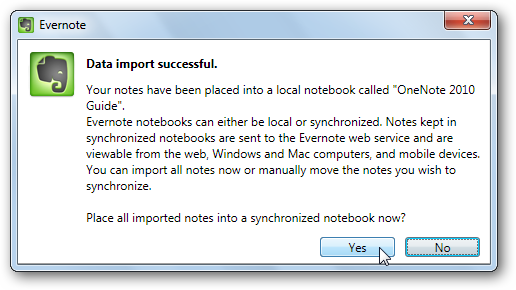 Evernote
Data import successful.
Your notes have been placed into a local notebook called "OneNote 2010
Guide".
Evernote notebooks can either be local or synchronized. Notes kept in
synchronized notebooks are sent to the Evernote web service and are
viewable from the web, Windows and Mac computers, and mobile devices.
You can import all notes now or manually move the notes you wish to
synchronize.
Place all imported notes into a synchronized notebook now?
Yes No